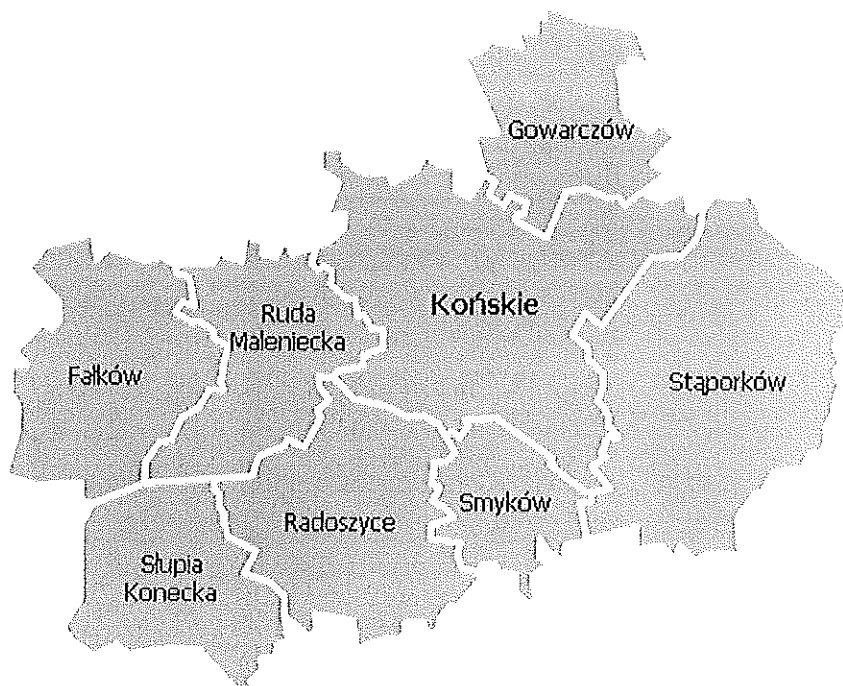 Gowarczów
Końskie
Ruda
Maleniecka
Fałków
Stąporków
Smyków
Radoszyce
Słupia
Konecka